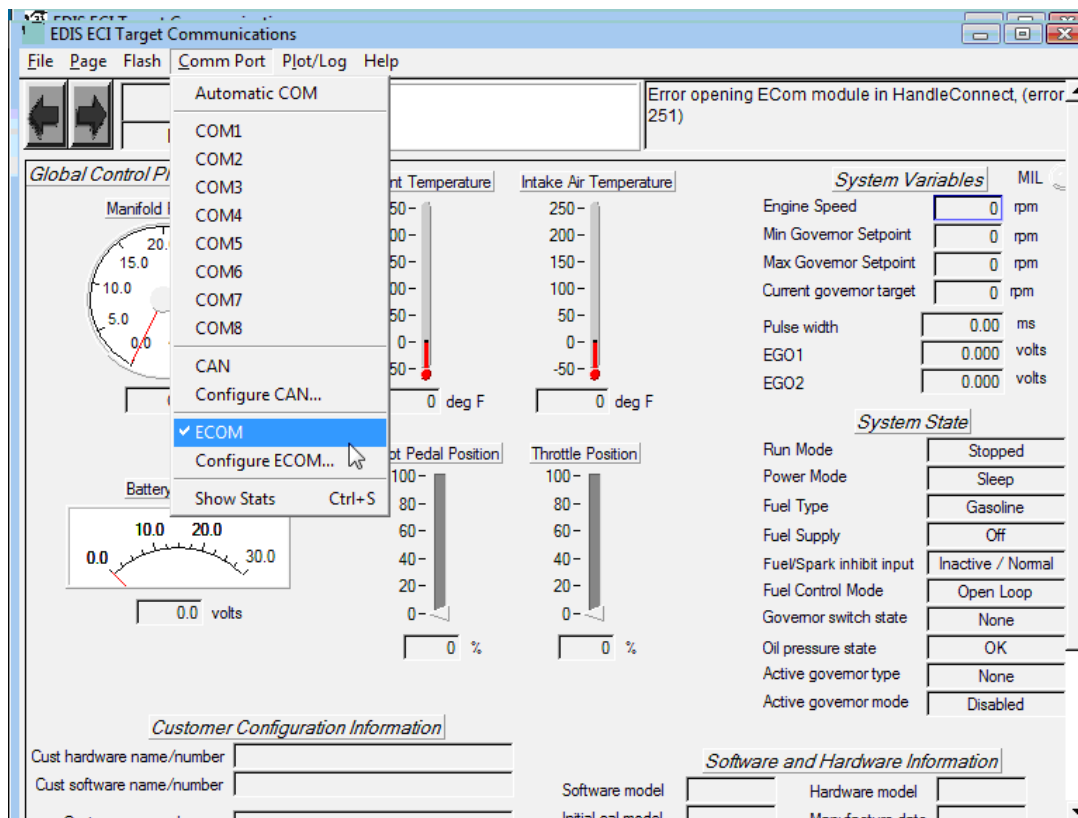 EDIS ECI Target Communications
File Page Flash Comm Port Plot/Log Help
Automatic COM
COM1
COM2
COM3
COM4
COM5
COM6
COM7
COM8
CAN
Configure CAN...
✓ ECOM
Configure ECOM...
Show Stats Ctrl+S
Error opening ECom module in HandleConnect, (error
251)
Global Control
Manifold
20.
15.0
10.0
5.0
0.0
Temperature
50-
00-
50-
00-
50-
0-
50-
0 deg F
Intake Air Temperature
250-
200-
150-
100-
50-
0-
-50-
0 deg F
System Variables MIL
Engine Speed 0 rpm
Min Governor Setpoint 0 rpm
Max Governor Setpoint 0 rpm
Current governor target 0 rpm
Pulse width 0.00 ms
EGO1 0.000 volts
EGO2 0.000 volts
Battery
0.0 10.0 20.0 30.0
0.0 volts
Pedal Position
100-
80-
60-
40-
20-
0-
0 %
Throttle Position
100-
80-
60-
40-
20-
0-
0 %
System State
Run Mode Stopped
Power Mode Sleep
Fuel Type Gasoline
Fuel Supply Off
Fuel/Spark inhibit input Inactive / Normal
Fuel Control Mode Open Loop
Governor switch state None
Oil pressure state OK
Active governor type None
Active governor mode Disabled
Customer Configuration Information
Cust hardware name/number
Cust software name/number
Software and Hardware Information
Software model Hardware model